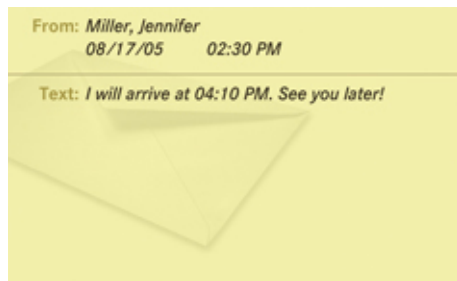 From: Miller, Jennifer
08/17/05 02:30 PM
Text: I will arrive at 04:10 PM. See you later!